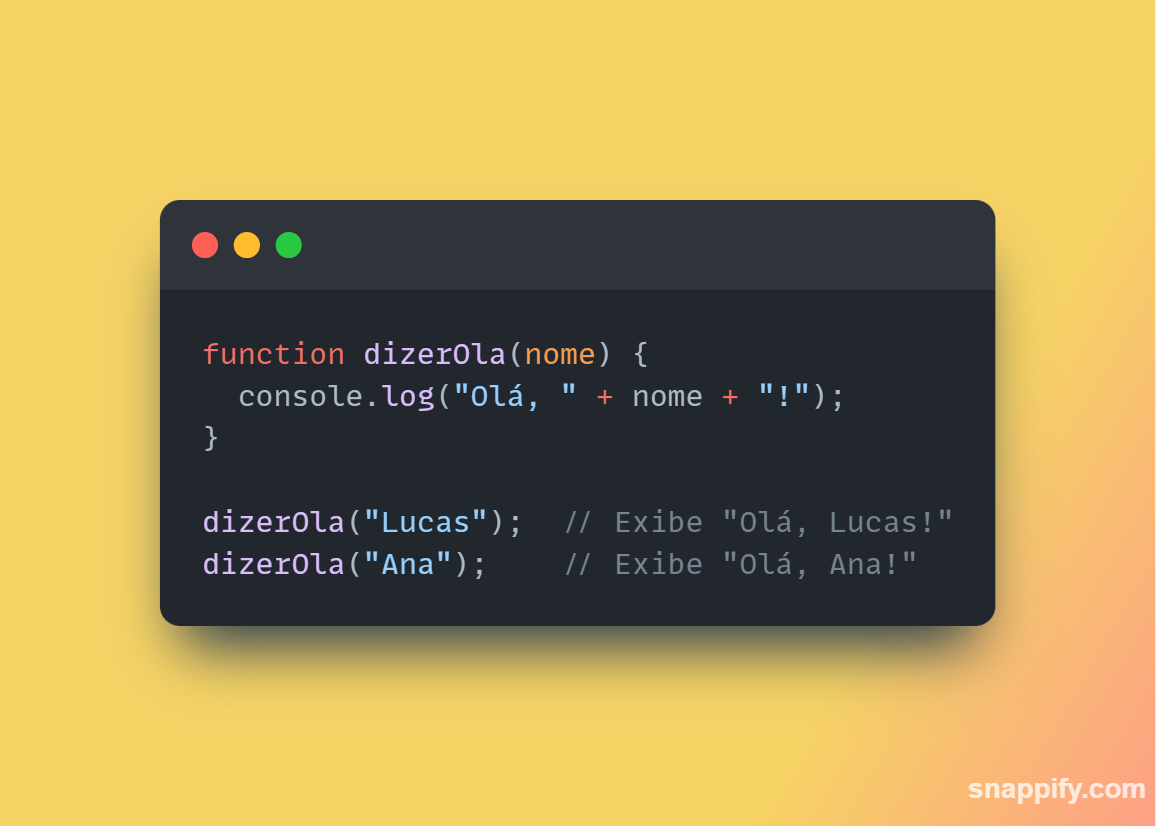 function dizerOla(nome) {
  console.log("Olá, " + nome + "!");
}

dizerOla("Lucas");  // Exibe "Olá, Lucas!"
dizerOla("Ana");    // Exibe "Olá, Ana!"
snappify.com